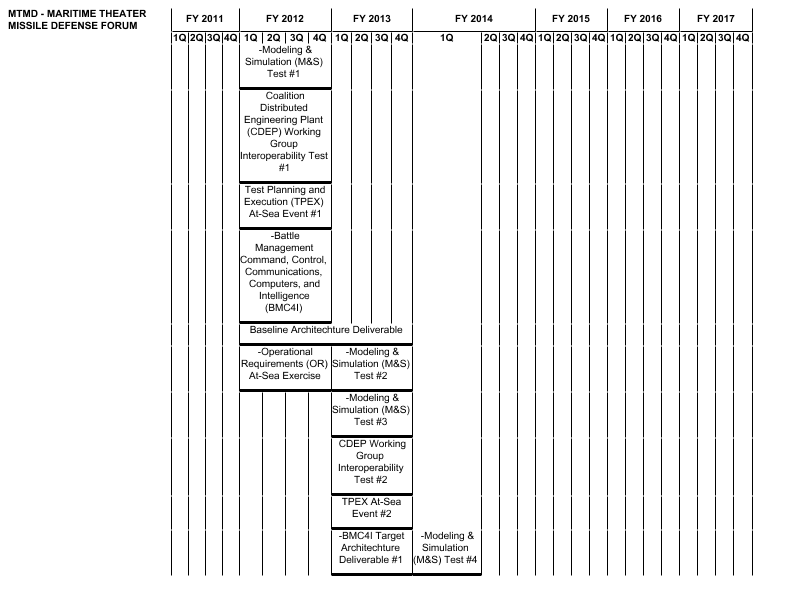 MTMD - MARITIME THEATER
MISSILE DEFENSE FORUM
FY 2011 FY 2012 FY 2013 FY 2014 FY 2015 FY 2016 FY 2017
1Q 2Q 3Q 4Q 1Q 2Q 3Q 4Q 1Q 2Q 3Q 4Q 1Q 2Q 3Q 4Q 1Q 2Q 3Q 4Q 1Q 2Q 3Q 4Q 1Q 2Q 3Q 4Q
-Modeling &
Simulation (M&S)
Test #1
Coalition
Distributed
Engineering Plant
(CDEP) Working
Group
Interoperability Test
#1
Test Planning and
Execution (TPEX)
At-Sea Event #1
-Battle
Management
Command, Control,
Communications,
Computers, and
Intelligence
(BMC4I)
Baseline Architechture Deliverable
-Operational
Requirements (OR)
At-Sea Exercise
-Modeling &
Simulation (M&S)
Test #2
-Modeling &
Simulation (M&S)
Test #3
CDEP Working
Group
Interoperability
Test #2
TPEX At-Sea
Event #2
-BMC4I Target
Architechture
Deliverable #1
-Modeling &
Simulation
(M&S) Test #4